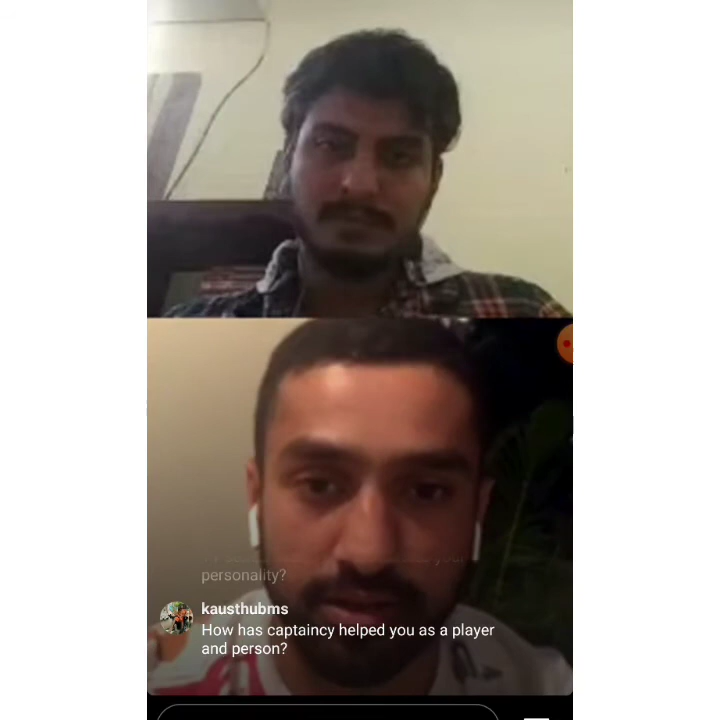 personality?
kausthubms
How has captaincy helped you as a player
and person?